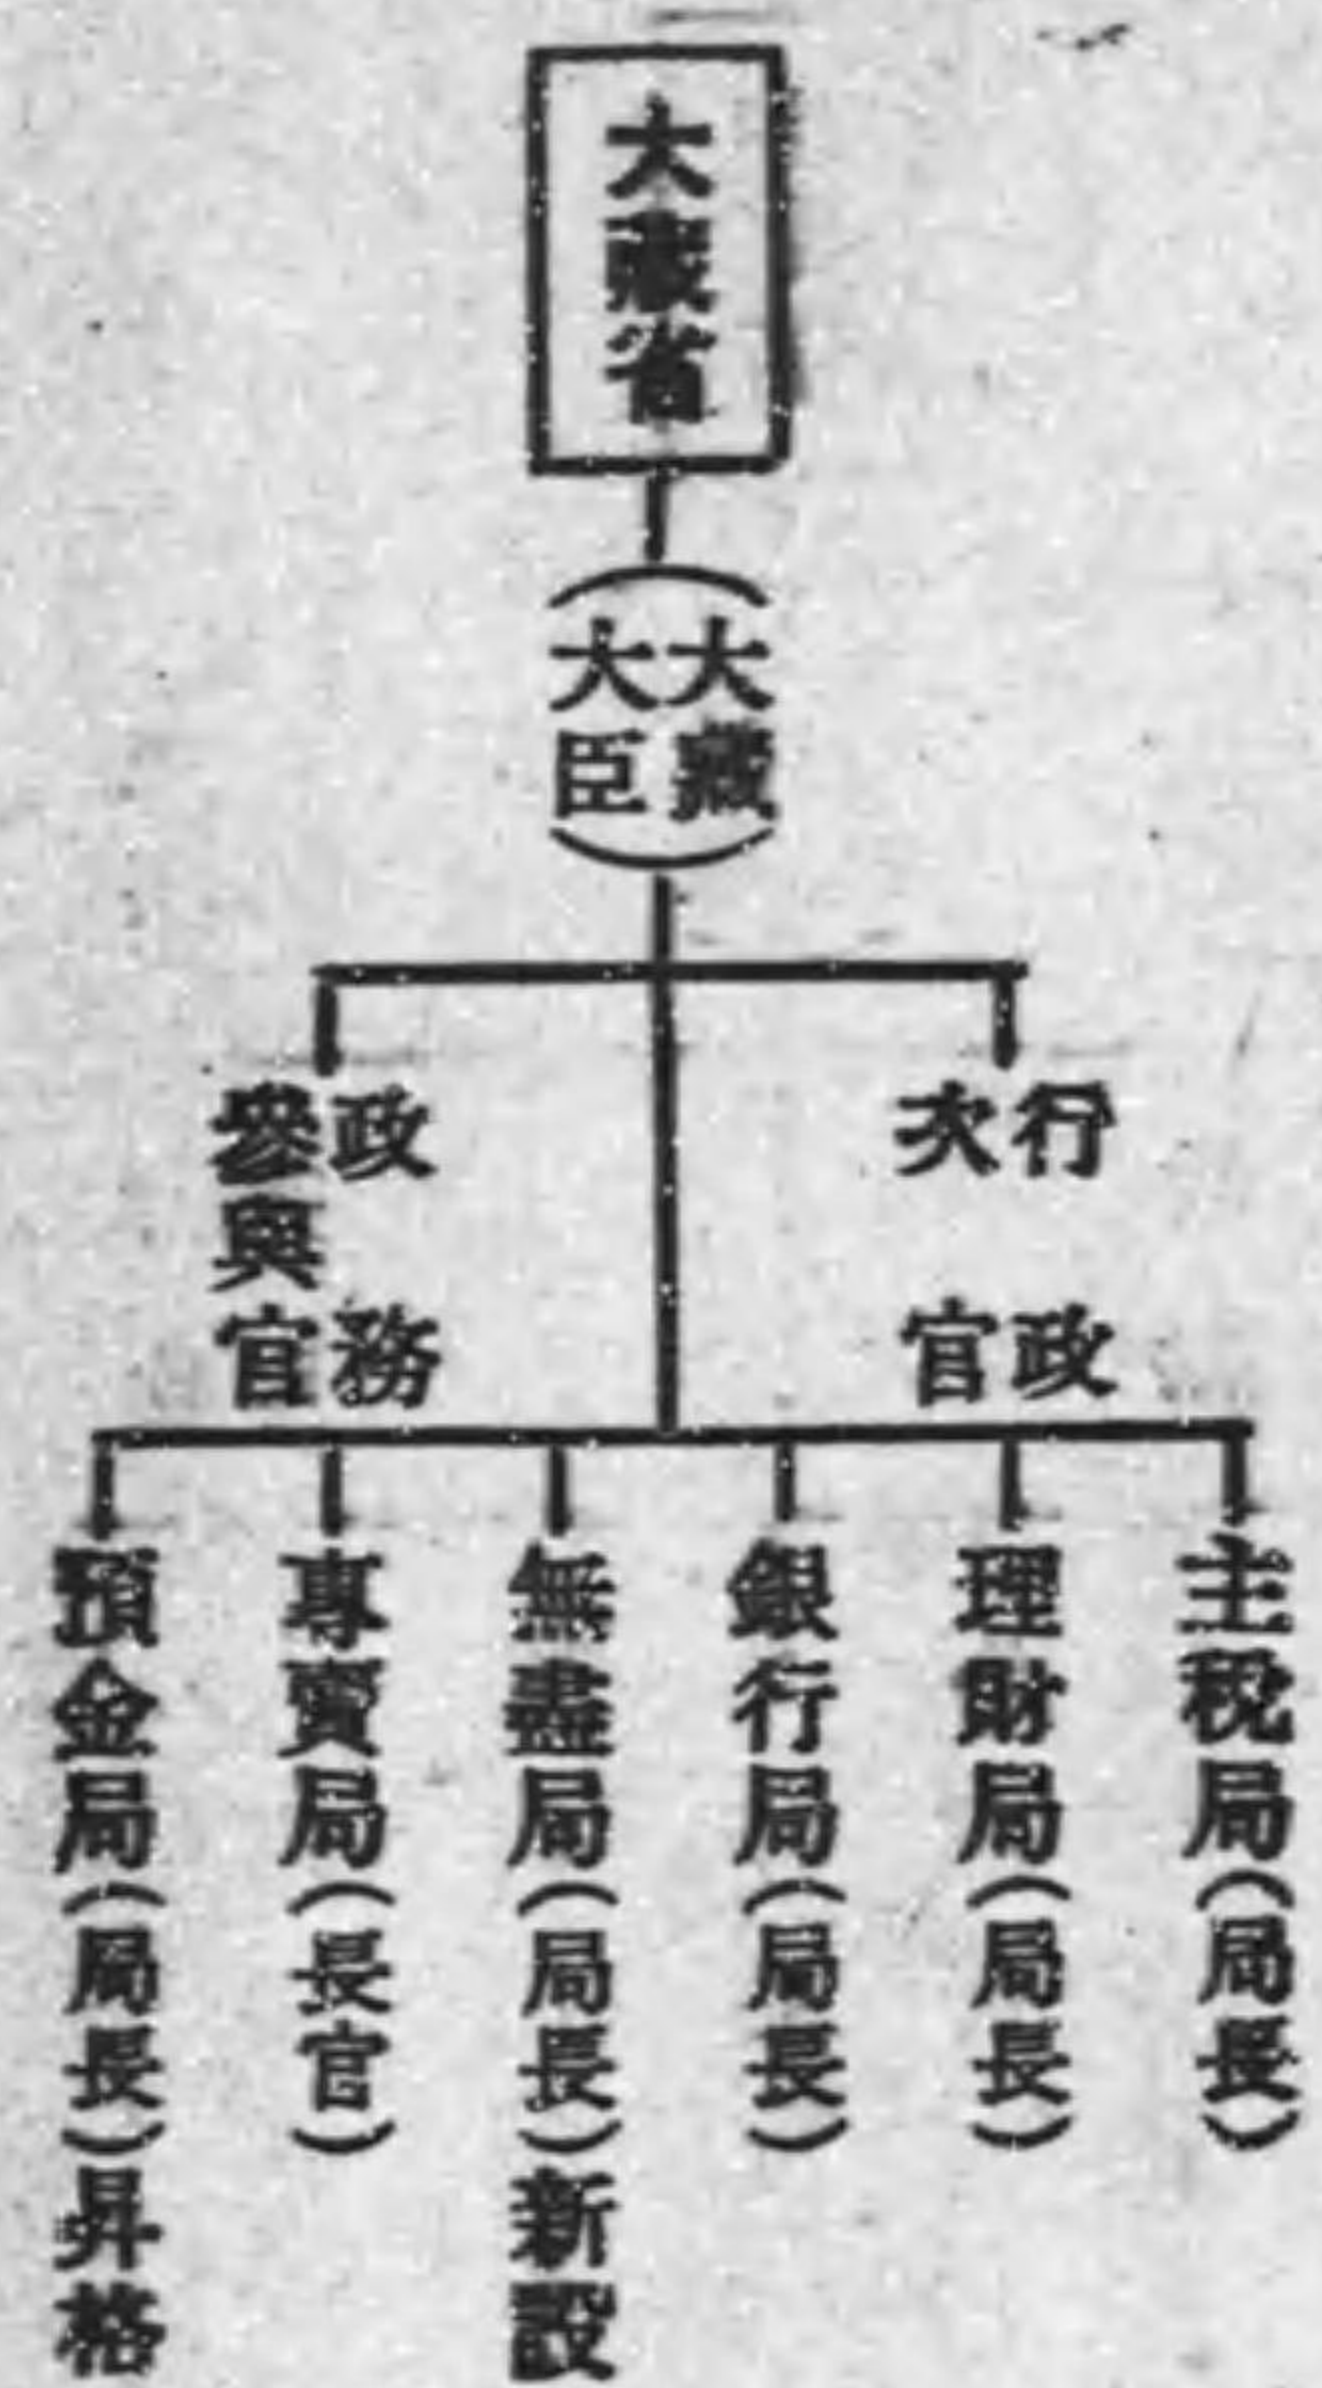 大藏省
(大藏
大臣)
行政
次官
政務
參與官
主税局(局長)
理財局(局長)
銀行局(局長)
無盡局(局長)新設
專賣局(長官)
預金局(局長)昇格